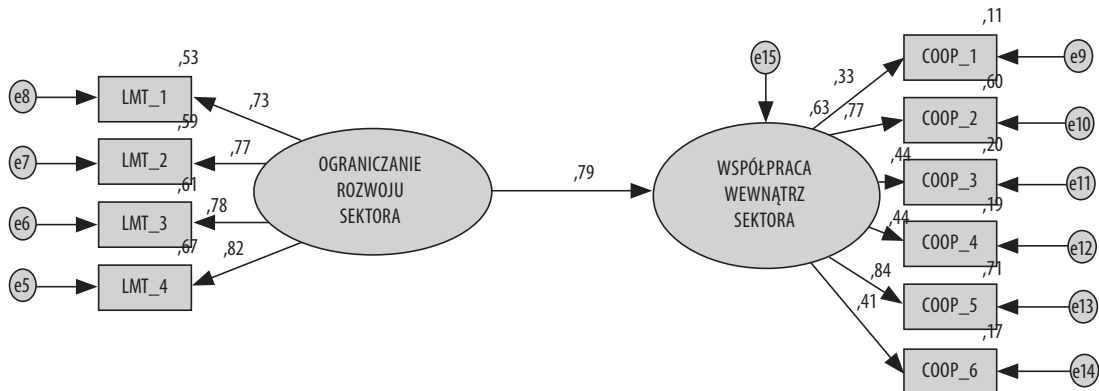 ,53
e8
LMT_1
,73
,59
e7
LMT_2
,77
,61
e6
LMT_3
,78
,67
e5
LMT_4
,82
OGRANICZANIE
ROZWOJU
SEKTORA
,79
e15
,63
WSPÓŁPRACA
WEWNĄTRZ
SEKTORA
,11
,33
COOP_1
e9
,60
,77
COOP_2
e10
,20
,44
COOP_3
e11
,19
,44
COOP_4
e12
,71
,84
COOP_5
e13
,17
,41
COOP_6
e14